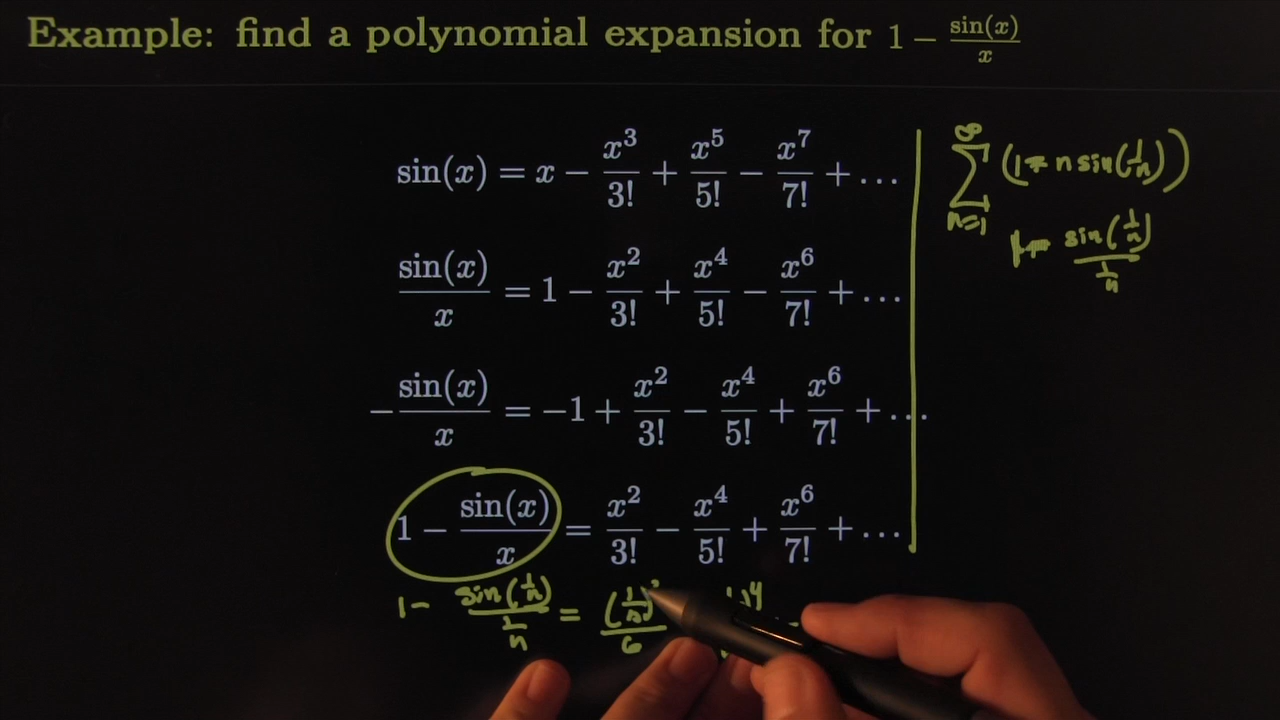 Example: find a polynomial expansion for 1 − sin(x)/x
sin(x) = x − x³/3! + x⁵/5! − x⁷/7! + ...
sin(x)/x = 1 − x²/3! + x⁴/5! − x⁶/7! + ...
−sin(x)/x = −1 + x²/3! − x⁴/5! + x⁶/7! + ...
1 − sin(x)/x = x²/3! − x⁴/5! + x⁶/7! + ...
1 − sin(1/n)/(1/n) = (1/n)²/6
∞
∑ (1 − n sin(1/n))
n=1
1 − sin(1/n)/(1/n)